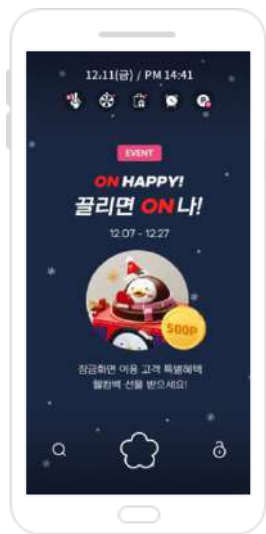 12.11(금) / PM 14:41
EVENT
ON HAPPY!
끌리면 ON나!
12.07 - 12.27
500P
잠금화면 이용 고객 특별혜택
웰컴백 선물 받으세요!